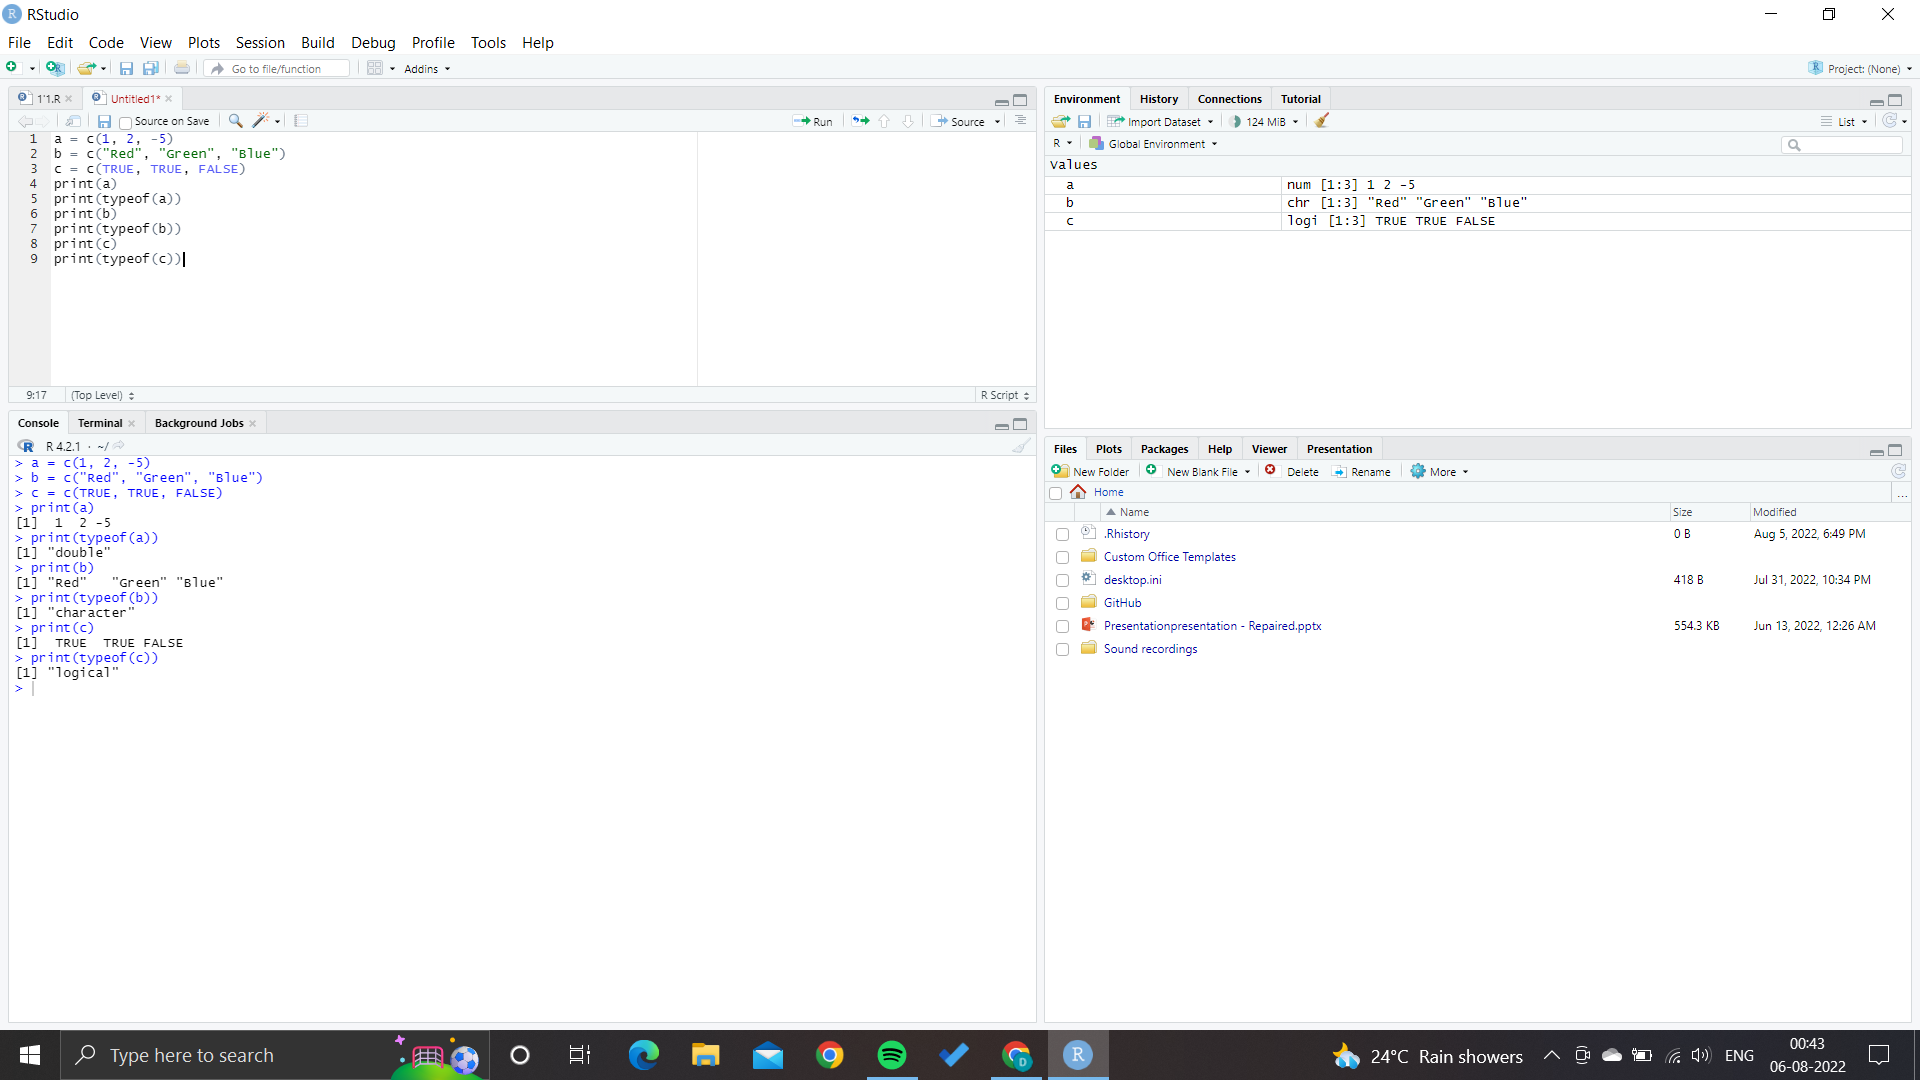 RStudio
File Edit Code View Plots Session Build Debug Profile Tools Help
Go to file/function Addins Project: (None)
1'1.R Untitled1*
Source on Save Run Source
1 a = c(1, 2, -5)
2 b = c("Red", "Green", "Blue")
3 c = c(TRUE, TRUE, FALSE)
4 print(a)
5 print(typeof(a))
6 print(b)
7 print(typeof(b))
8 print(c)
9 print(typeof(c))
9:17 (Top Level) R Script
Console Terminal Background Jobs
R 4.2.1 · ~/
> a = c(1, 2, -5)
> b = c("Red", "Green", "Blue")
> c = c(TRUE, TRUE, FALSE)
> print(a)
[1]  1  2 -5
> print(typeof(a))
[1] "double"
> print(b)
[1] "Red"   "Green" "Blue"
> print(typeof(b))
[1] "character"
> print(c)
[1]  TRUE  TRUE FALSE
> print(typeof(c))
[1] "logical"
>
Environment History Connections Tutorial
Import Dataset 124 MiB List
R Global Environment
Values
a num [1:3] 1 2 -5
b chr [1:3] "Red" "Green" "Blue"
c logi [1:3] TRUE TRUE FALSE
Files Plots Packages Help Viewer Presentation
New Folder New Blank File Delete Rename More
Home ...
Name Size Modified
.Rhistory 0 B Aug 5, 2022, 6:49 PM
Custom Office Templates
desktop.ini 418 B Jul 31, 2022, 10:34 PM
GitHub
Presentationpresentation - Repaired.pptx 554.3 KB Jun 13, 2022, 12:26 AM
Sound recordings
Type here to search 24°C Rain showers ENG 00:43
06-08-2022